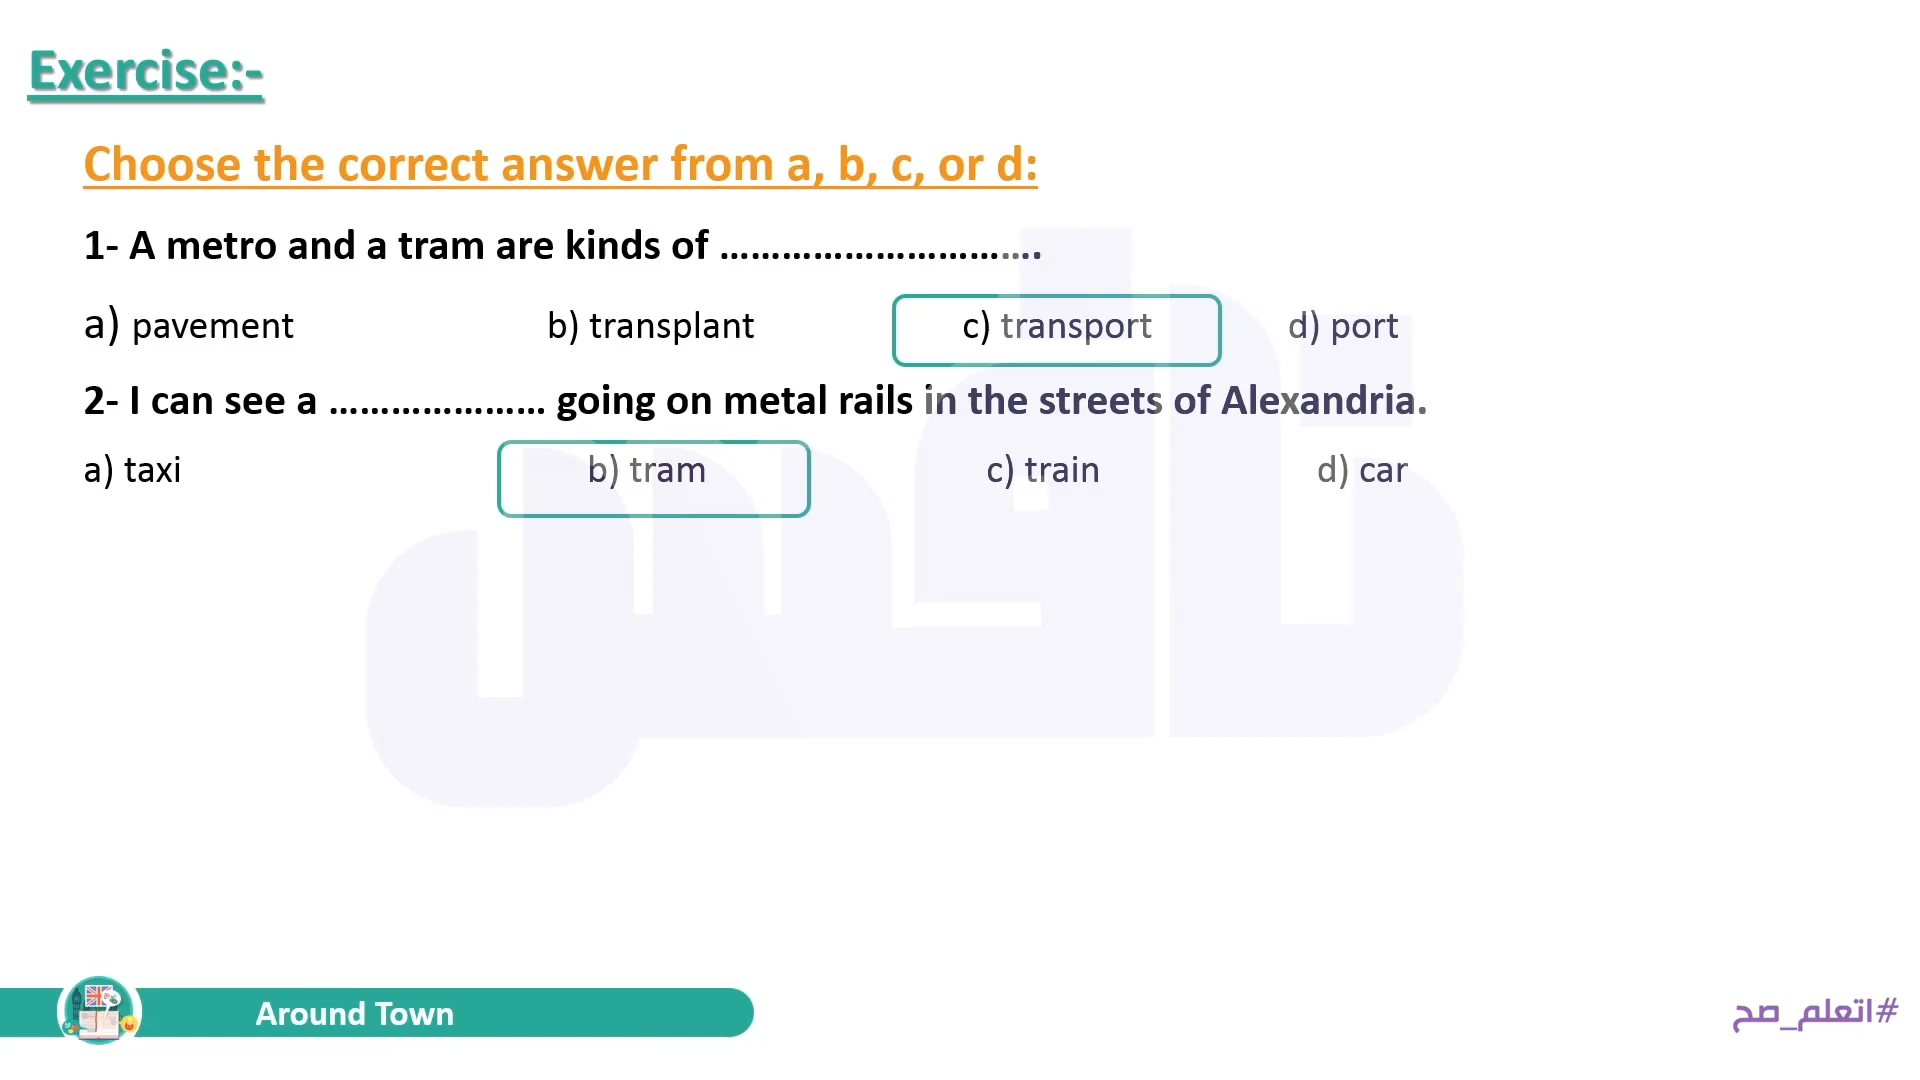 Exercise:-
Choose the correct answer from a, b, c, or d:
1- A metro and a tram are kinds of ………………………….
a) pavement b) transplant c) transport d) port
2- I can see a ………………… going on metal rails in the streets of Alexandria.
a) taxi b) tram c) train d) car
نافس
Around Town
#اتعلم_صح